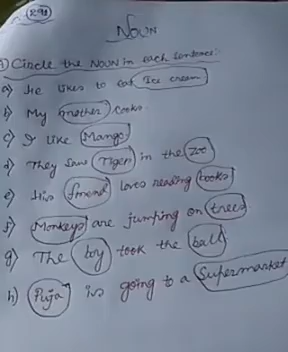 Noun
Circle the Noun in each sentence:
a) He likes to eat Ice cream
b) My mother cooks.
c) I like Mango
d) They saw Tiger in the Zoo
e) His friend loves reading books
f) Monkeys are jumping on trees
g) The boy took the ball
h) Puja is going to a Supermarket